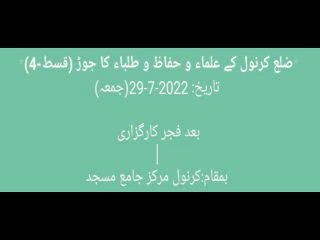 *ضلع کرنول کے علماء و حفاظ و طلباء کا جوڑ (قسط-4)*
تاریخ: 2022-7-29(جمعہ)
بعد فجر کارگزاری
|
بمقام:کرنول مرکز جامع مسجد